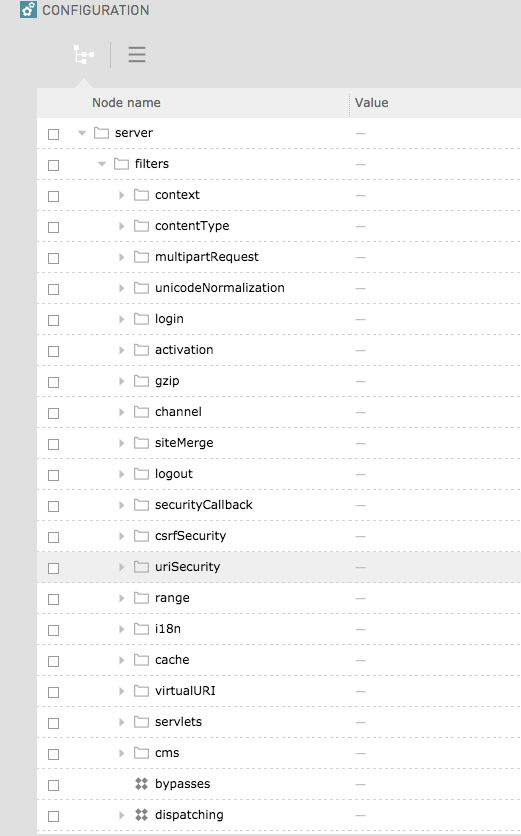 CONFIGURATION
Node name Value
server —
filters —
context —
contentType —
multipartRequest —
unicodeNormalization —
login —
activation —
gzip —
channel —
siteMerge —
logout —
securityCallback —
csrfSecurity —
uriSecurity —
range —
i18n —
cache —
virtualURI —
servlets —
cms —
bypasses —
dispatching —